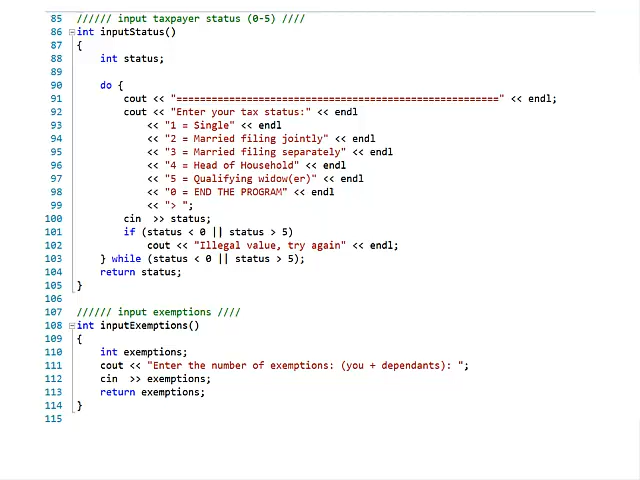 85 ////// input taxpayer status (0-5) ////
86 int inputStatus()
87 {
88 int status;
89
90 do {
91 cout << "=======================================================" << endl;
92 cout << "Enter your tax status:" << endl
93 << "1 = Single" << endl
94 << "2 = Married filing jointly" << endl
95 << "3 = Married filing separately" << endl
96 << "4 = Head of Household" << endl
97 << "5 = Qualifying widow(er)" << endl
98 << "0 = END THE PROGRAM" << endl
99 << "> ";
100 cin >> status;
101 if (status < 0 || status > 5)
102 cout << "Illegal value, try again" << endl;
103 } while (status < 0 || status > 5);
104 return status;
105 }
106
107 ////// input exemptions ////
108 int inputExemptions()
109 {
110 int exemptions;
111 cout << "Enter the number of exemptions: (you + dependants): ";
112 cin >> exemptions;
113 return exemptions;
114 }
115